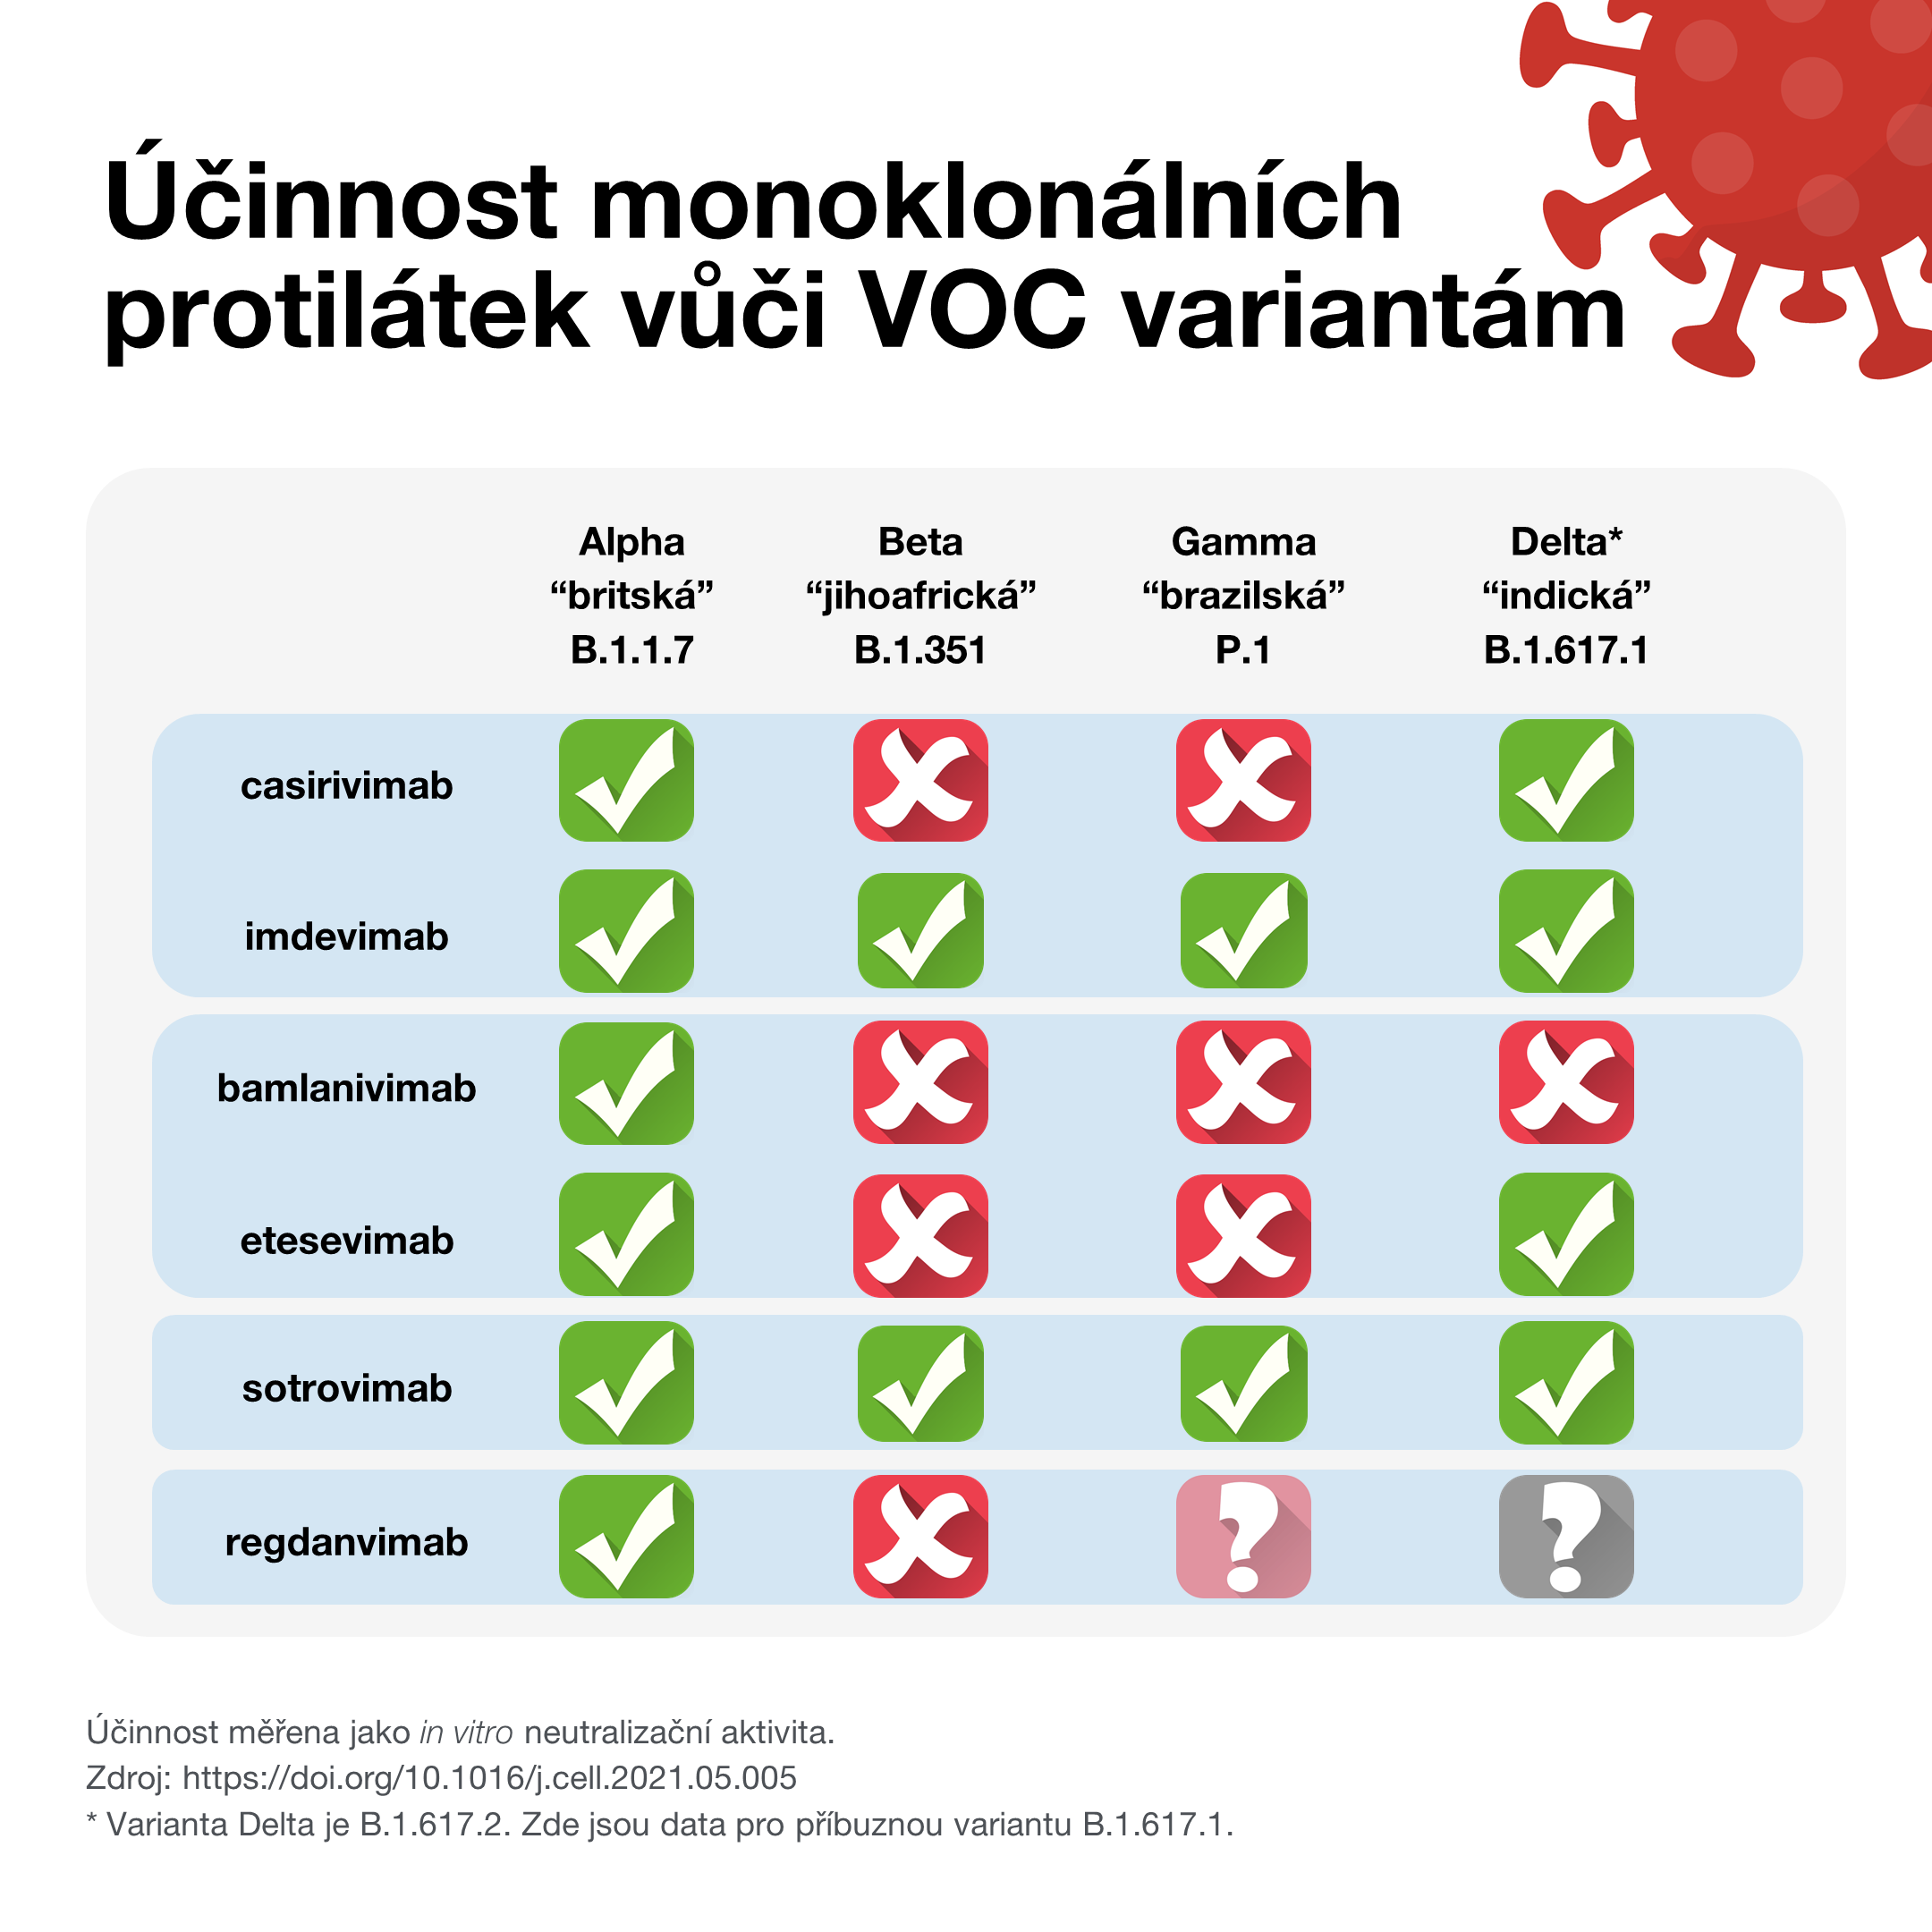 Účinnost monoklonálních
protilátek vůči VOC variantám
Alpha
“britská”
B.1.1.7
Beta
“jihoafrická”
B.1.351
Gamma
“brazilská”
P.1
Delta*
“indická”
B.1.617.1
casirivimab
imdevimab
bamlanivimab
etesevimab
sotrovimab
regdanvimab
?
?
Účinnost měřena jako in vitro neutralizační aktivita.
Zdroj: https://doi.org/10.1016/j.cell.2021.05.005
* Varianta Delta je B.1.617.2. Zde jsou data pro příbuznou variantu B.1.617.1.